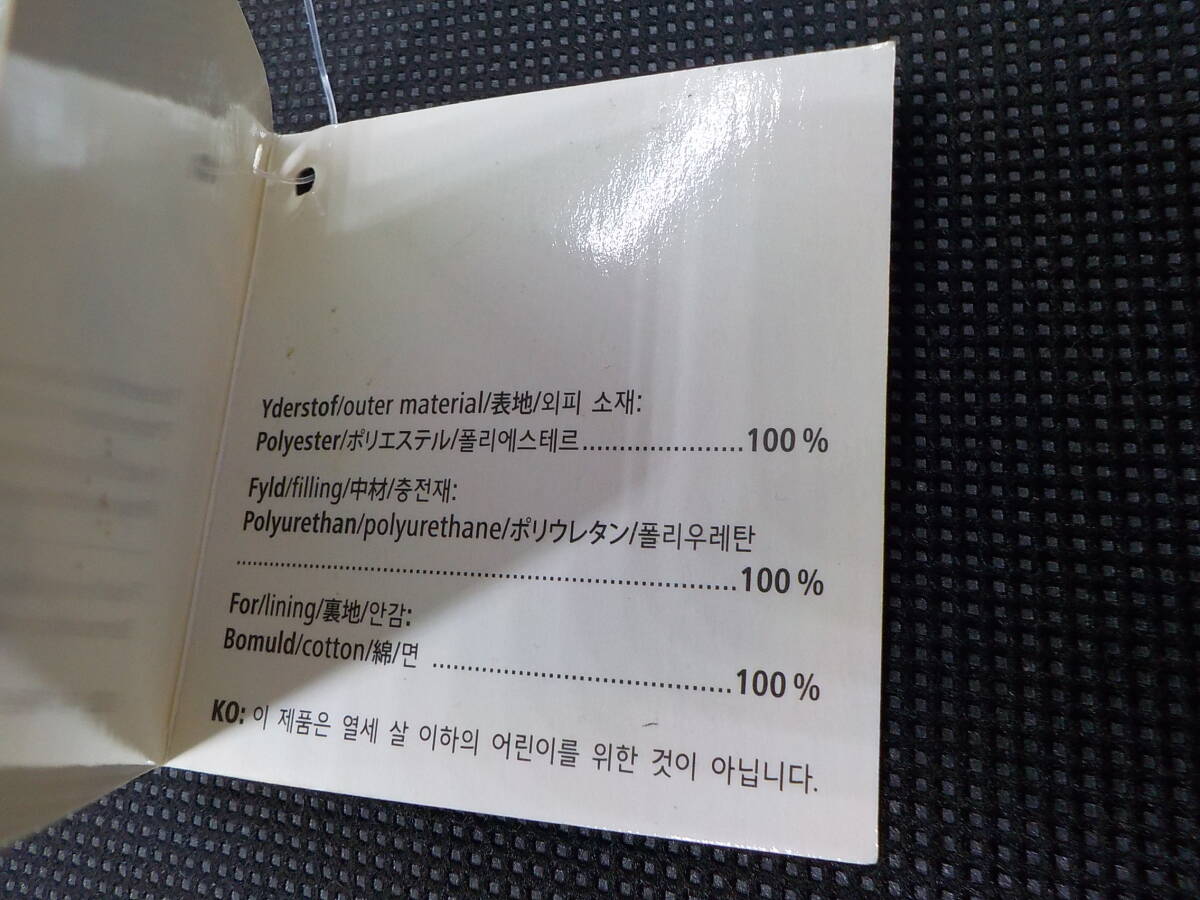 Yderstof/outer material/表地/외피 소재:
Polyester/ポリエステル/폴리에스테르......................100 %
Fyld/filling/中材/충전재:
Polyurethan/polyurethane/ポリウレタン/폴리우레탄
..........................................................................100 %
For/lining/裏地/안감:
Bomuld/cotton/綿/면 ........................................100 %
KO: 이 제품은 열세 살 이하의 어린이를 위한 것이 아닙니다.